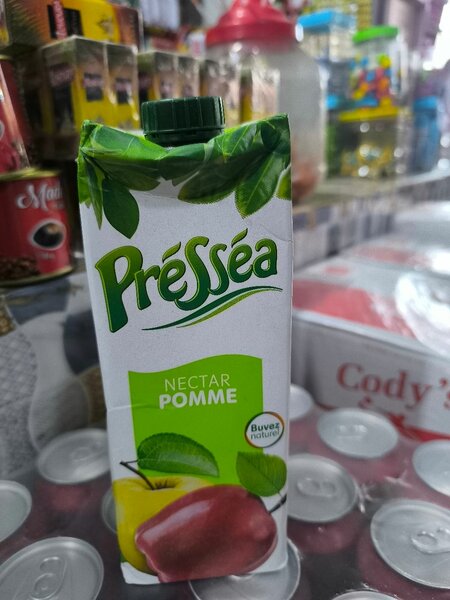 Présséa
NECTAR
POMME
Buvez
naturel
Cody's